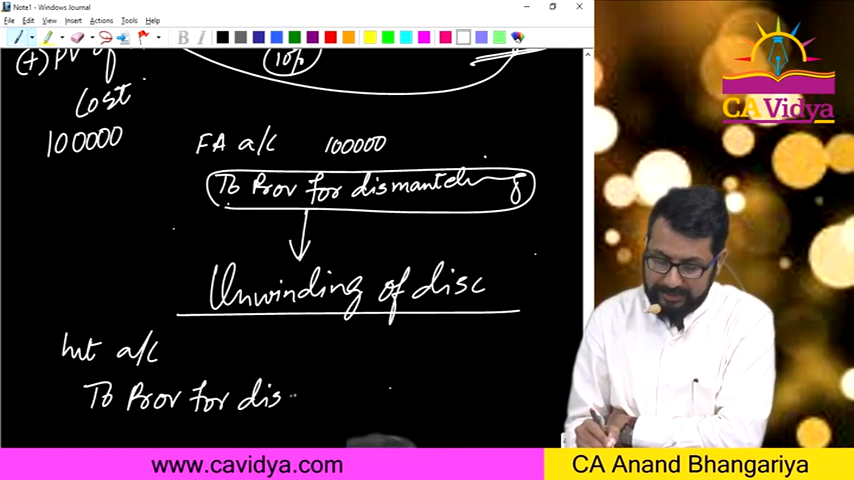 Note1 - Windows Journal
File Edit View Insert Actions Tools Help
(+) PV of
10%
Cost
100000
FA a/c 100000
To Prov for dismantling
Unwinding of disc
Int a/c
To Prov for dis
CA Vidya
www.cavidya.com
CA Anand Bhangariya